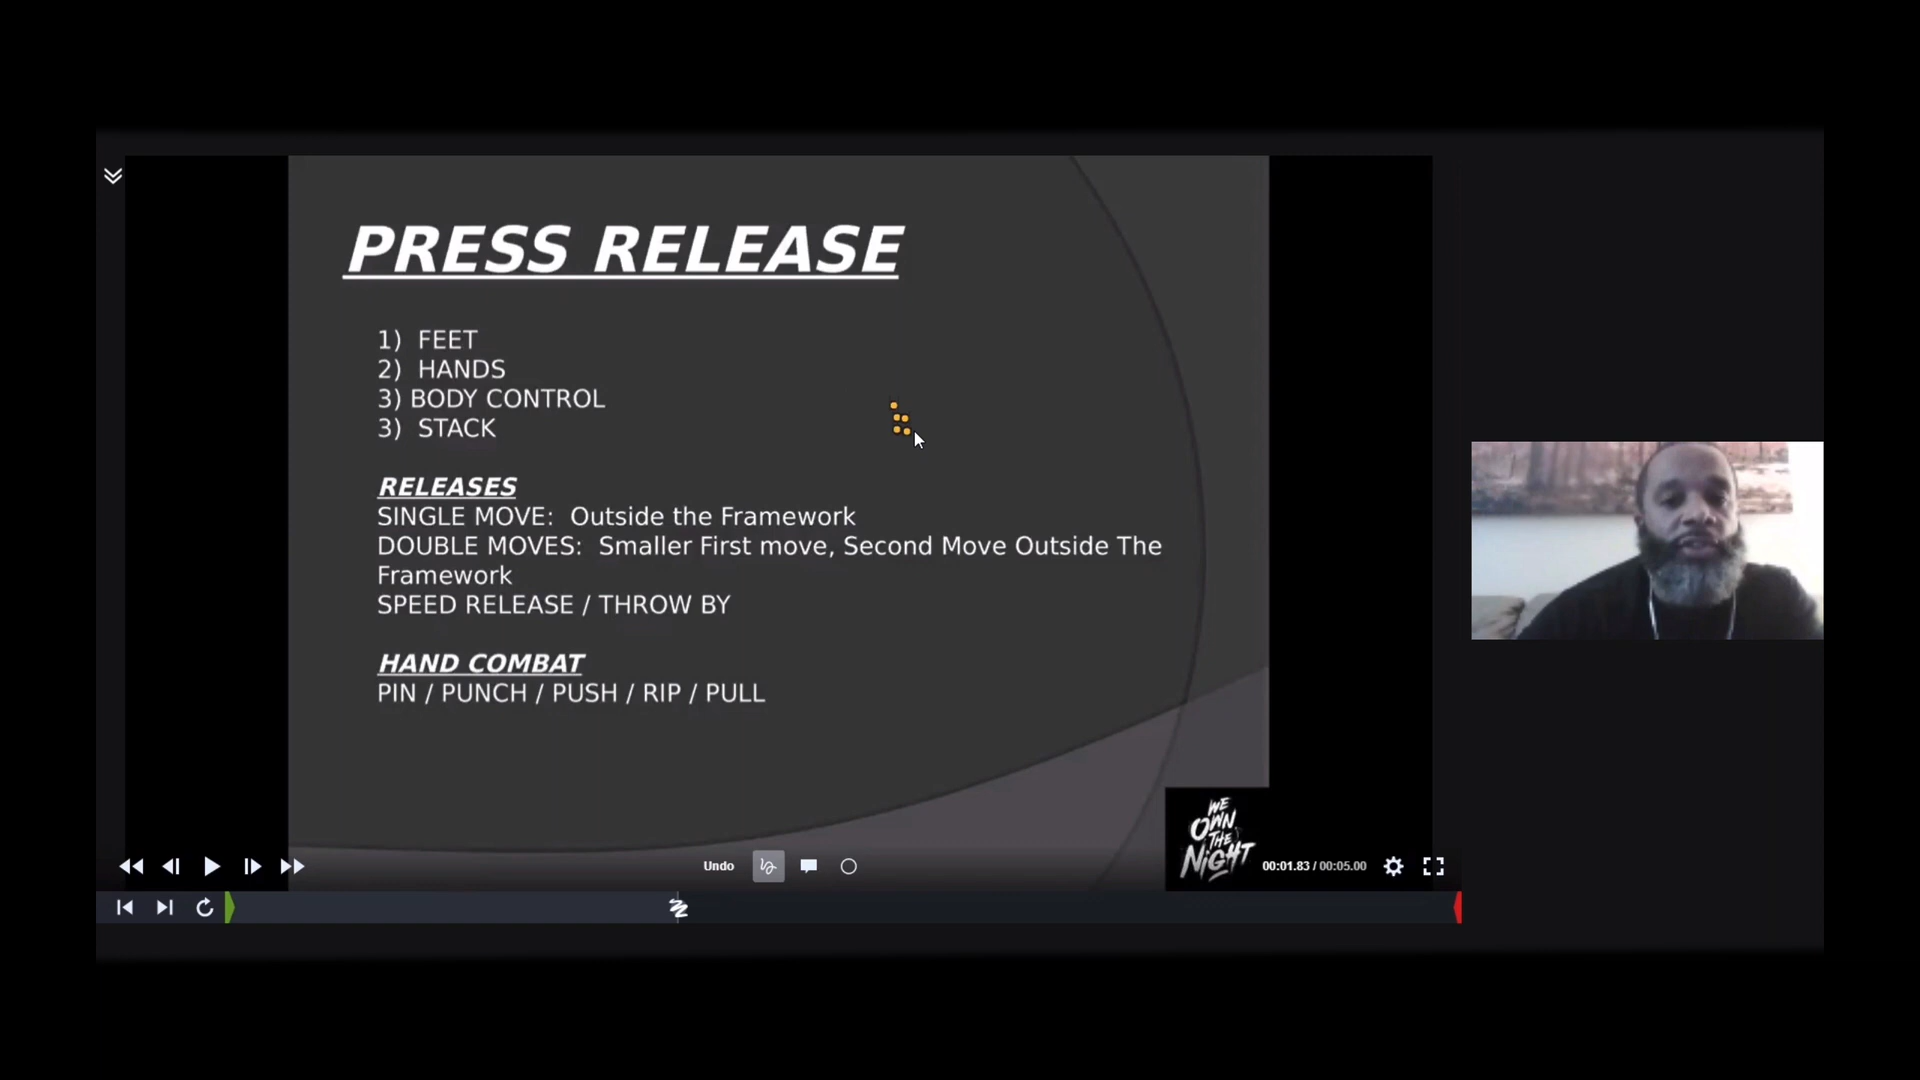 PRESS RELEASE
1) FEET
2) HANDS
3) BODY CONTROL
3) STACK
RELEASES
SINGLE MOVE: Outside the Framework
DOUBLE MOVES: Smaller First move, Second Move Outside The
Framework
SPEED RELEASE / THROW BY
HAND COMBAT
PIN / PUNCH / PUSH / RIP / PULL
WE
OWN
THE
NiGHT
Undo
00:01.83 / 00:05.00